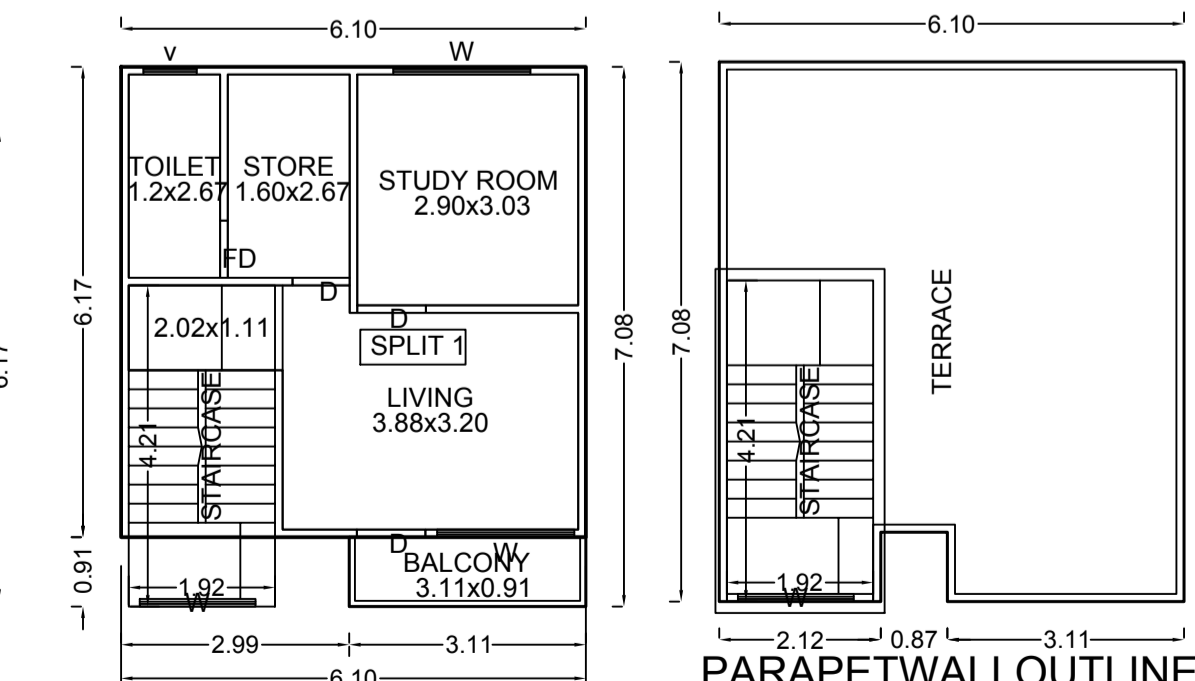 6.10
6.10
V
W
TOILET
1.2x2.67
STORE
1.60x2.67
STUDY ROOM
2.90x3.03
FD
D
D
2.02x1.11
SPLIT 1
LIVING
3.88x3.20
6.17
7.08
7.08
TERRACE
STAIRCASE
4.21
STAIRCASE
4.21
D
W
BALCONY
3.11x0.91
0.91
1.92
W
1.92
W
2.99
3.11
2.12
0.87
3.11
6.10
PARAPETWALLOUTLINE